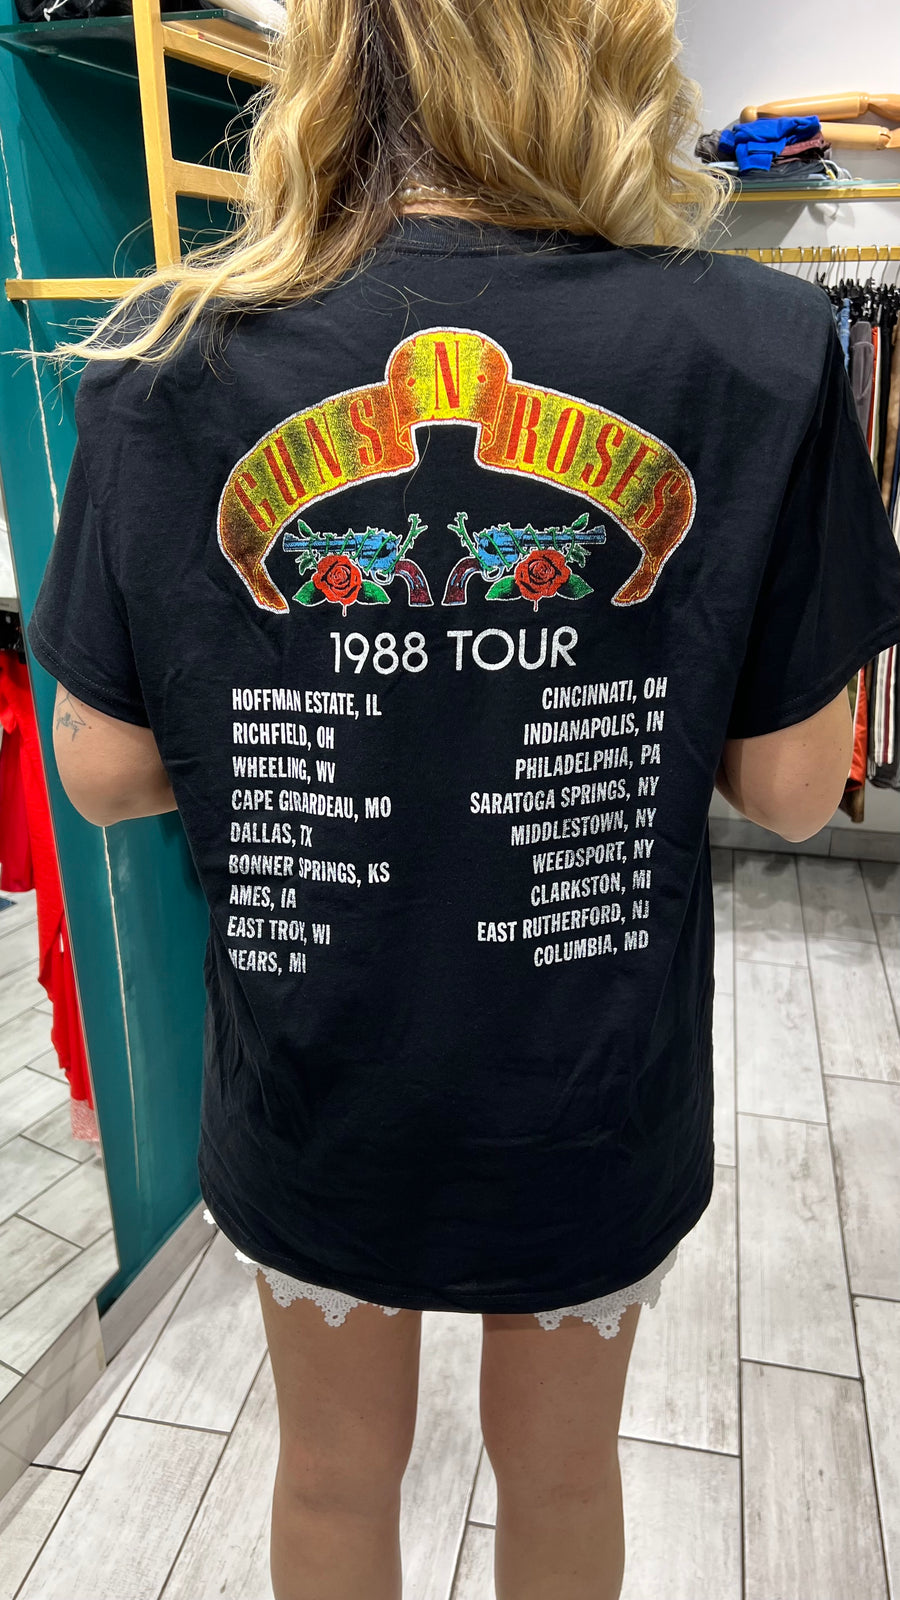 GUNS N ROSES
1988 TOUR
HOFFMAN ESTATE, IL
RICHFIELD, OH
WHEELING, WV
CAPE GIRARDEAU, MO
DALLAS, TX
BONNER SPRINGS, KS
AMES, IA
EAST TROY, WI
MEARS, MI
CINCINNATI, OH
INDIANAPOLIS, IN
PHILADELPHIA, PA
SARATOGA SPRINGS, NY
MIDDLESTOWN, NY
WEEDSPORT, NY
CLARKSTON, MI
EAST RUTHERFORD, NJ
COLUMBIA, MD